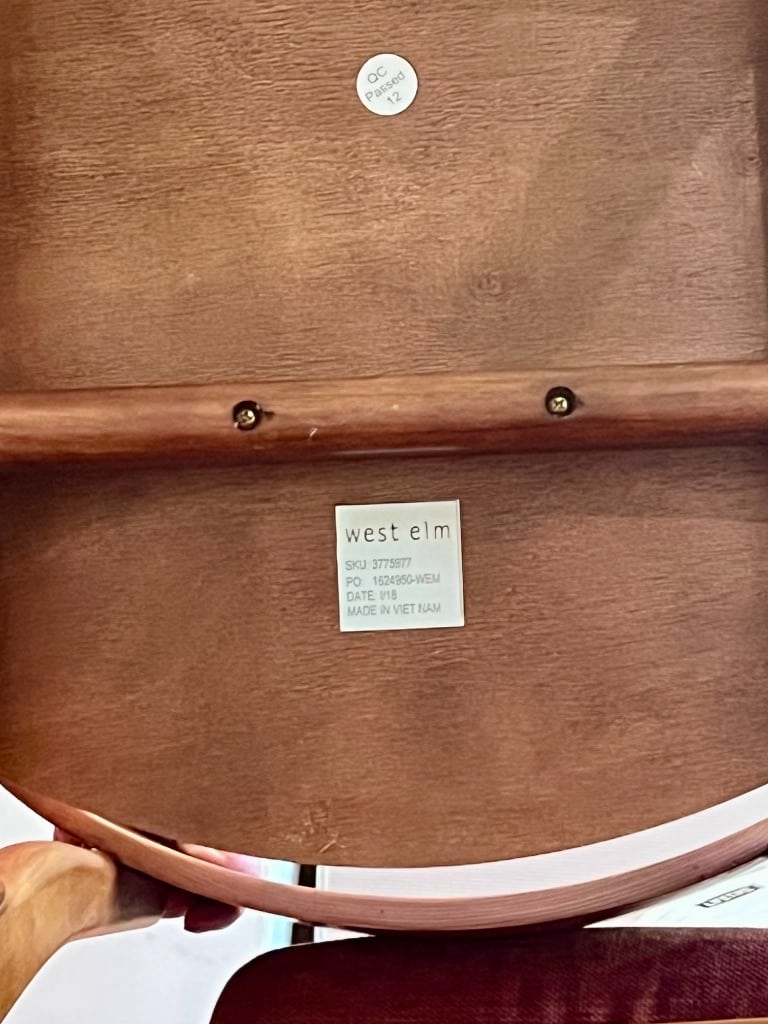 QC
Passed
12
west elm
SKU: 3775977
PO: 1624950-WEM
DATE: I/18
MADE IN VIET NAM